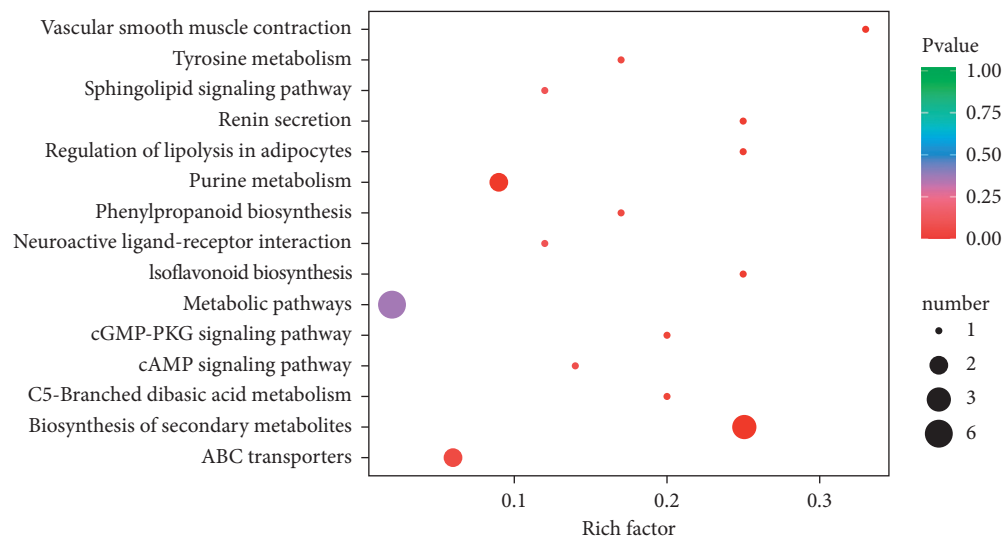 Vascular smooth muscle contraction
Tyrosine metabolism
Sphingolipid signaling pathway
Renin secretion
Regulation of lipolysis in adipocytes
Purine metabolism
Phenylpropanoid biosynthesis
Neuroactive ligand-receptor interaction
lsoflavonoid biosynthesis
Metabolic pathways
cGMP-PKG signaling pathway
cAMP signaling pathway
C5-Branched dibasic acid metabolism
Biosynthesis of secondary metabolites
ABC transporters
0.1 0.2 0.3
Rich factor
Pvalue
1.00
0.75
0.50
0.25
0.00
number
1
2
3
6